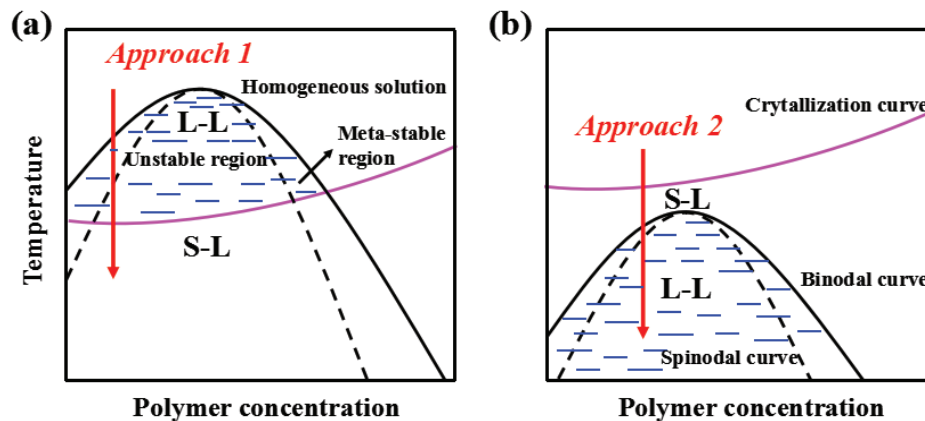 (a)
Approach 1
Homogeneous solution
L-L
Unstable region
Meta-stable
region
S-L
Temperature
Polymer concentration
(b)
Crytallization curve
Approach 2
S-L
L-L
Binodal curve
Spinodal curve
Polymer concentration